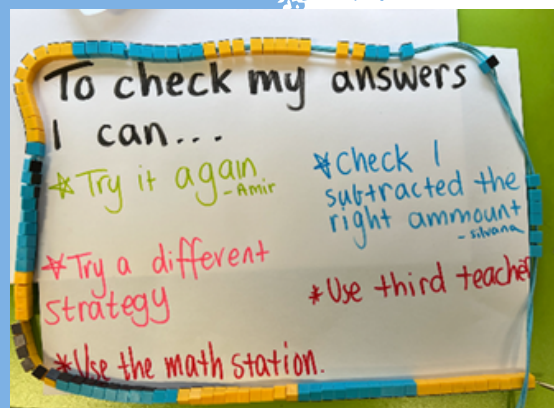 To check my answers
I can...
*Try it again
-Amir
*Check I
subtracted the
right ammount
-silvana
*Try a different
strategy
*Use third teacher
*Use the math station.